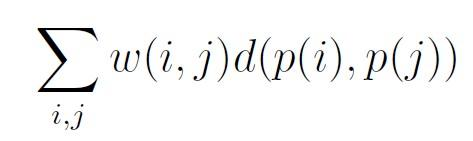 ∑ w(i, j)d(p(i), p(j))
i,j